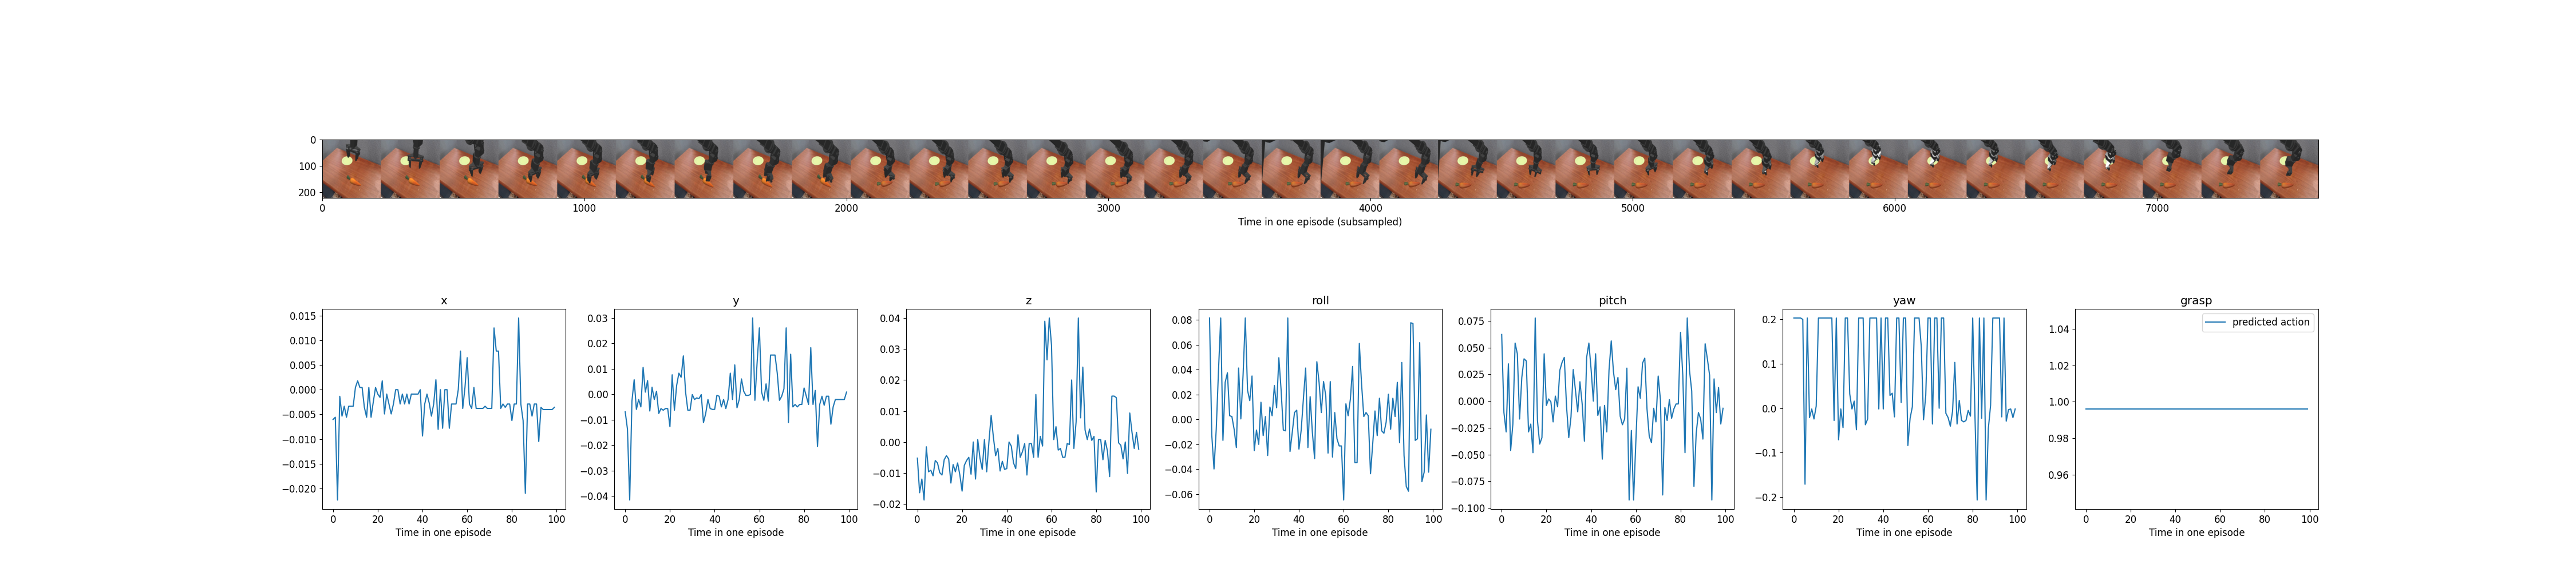 0
100
200
0 1000 2000 3000 4000 5000 6000 7000
Time in one episode (subsampled)
x y z roll pitch yaw grasp
0.015
0.010
0.005
0.000
−0.005
−0.010
−0.015
−0.020
0 20 40 60 80 100
Time in one episode
0.03
0.02
0.01
0.00
−0.01
−0.02
−0.03
−0.04
0 20 40 60 80 100
Time in one episode
0.04
0.03
0.02
0.01
0.00
−0.01
−0.02
0 20 40 60 80 100
Time in one episode
0.08
0.06
0.04
0.02
0.00
−0.02
−0.04
−0.06
0 20 40 60 80 100
Time in one episode
0.075
0.050
0.025
0.000
−0.025
−0.050
−0.075
−0.100
0 20 40 60 80 100
Time in one episode
0.2
0.1
0.0
−0.1
−0.2
0 20 40 60 80 100
Time in one episode
predicted action
1.04
1.02
1.00
0.98
0.96
0 20 40 60 80 100
Time in one episode